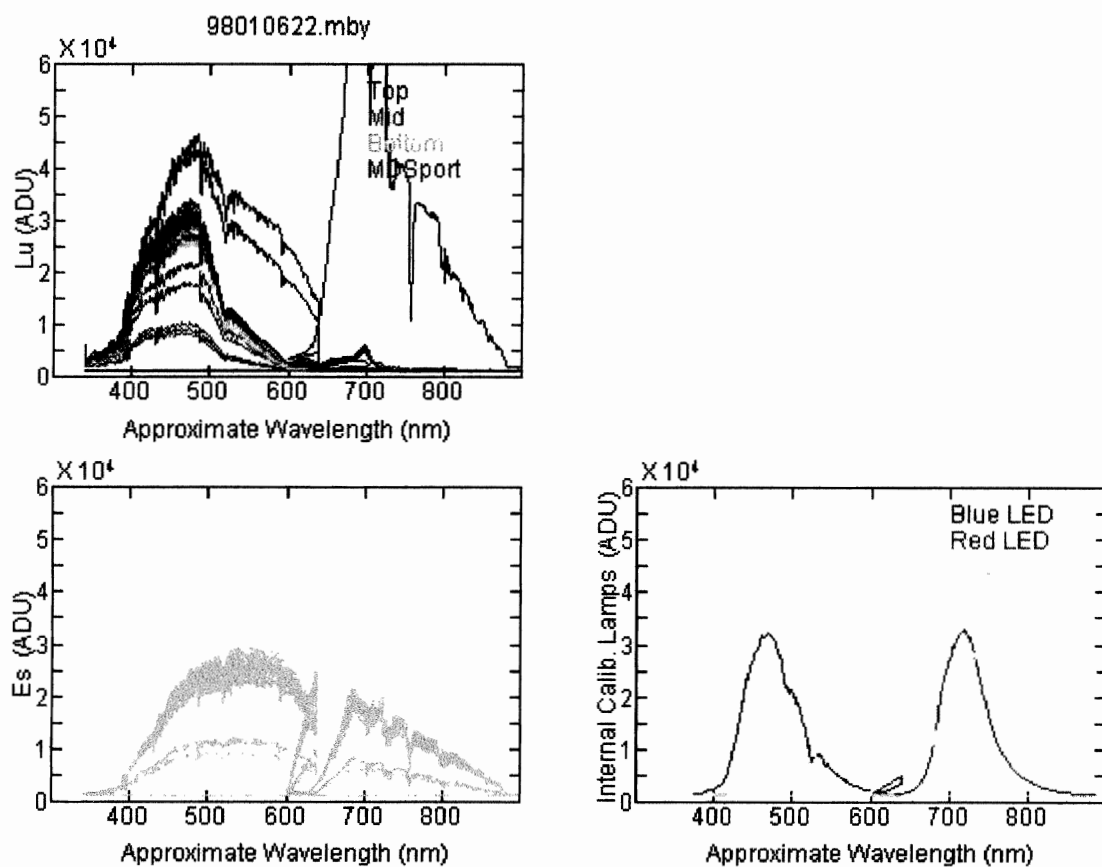 98010622.mby
X 10⁴
6
5
4
3
2
1
0
Lu (ADU)
Top
Mid
Bottom
MDSport
400 500 600 700 800
Approximate Wavelength (nm)
X 10⁴
6
5
4
3
2
1
0
Es (ADU)
400 500 600 700 800
Approximate Wavelength (nm)
X 10⁴
6
5
4
3
2
1
0
Internal Calib. Lamps (ADU)
Blue LED
Red LED
400 500 600 700 800
Approximate Wavelength (nm)